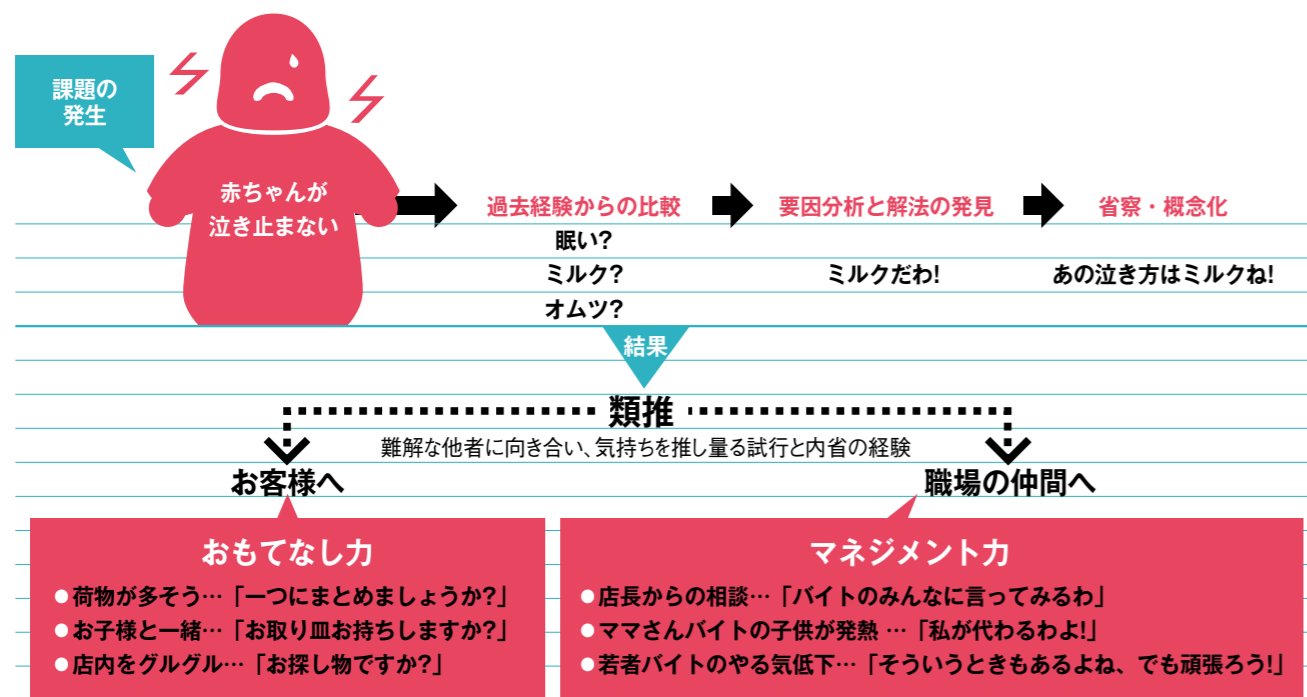 課題の
発生
赤ちゃんが
泣き止まない
過去経験からの比較
要因分析と解法の発見
省察・概念化
眠い?
ミルク?
ミルクだわ!
あの泣き方はミルクね!
オムツ?
結果
類推
難解な他者に向き合い、気持ちを推し量る試行と内省の経験
お客様へ
職場の仲間へ
おもてなし力
●荷物が多そう…「一つにまとめましょうか?」
●お子様と一緒…「お取り皿お持ちしますか?」
●店内をグルグル…「お探し物ですか?」
マネジメント力
●店長からの相談…「バイトのみんなに言ってみるわ」
●ママさんバイトの子供が発熱 …「私が代わるわよ!」
●若者バイトのやる気低下…「そういうときもあるよね、でも頑張ろう!」